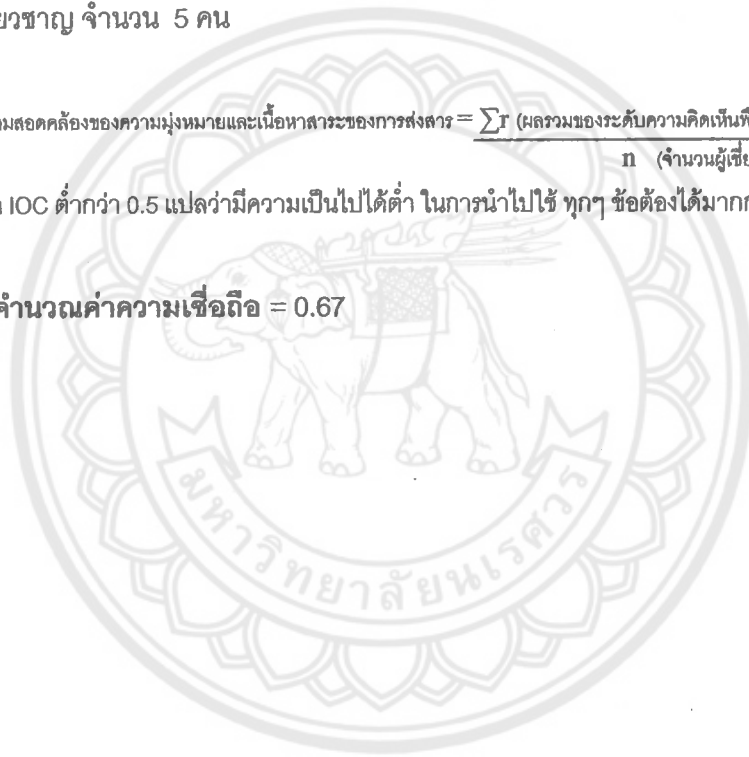 ยวชาญ จำนวน 5 คน
มสอดคล้องของความมุ่งหมายและเนื้อหาสาระของการส่งสาร = ∑r (ผลรวมของระดับความคิดเห็นที
n (จำนวนผู้เชี่ย
IOC ต่ำกว่า 0.5 แปลว่ามีความเป็นไปได้ต่ำ ในการนำไปใช้ ทุกๆ ข้อต้องได้มากก
คำนวณค่าความเชื่อถือ = 0.67
มหาวิทยาลัยนเรศวร